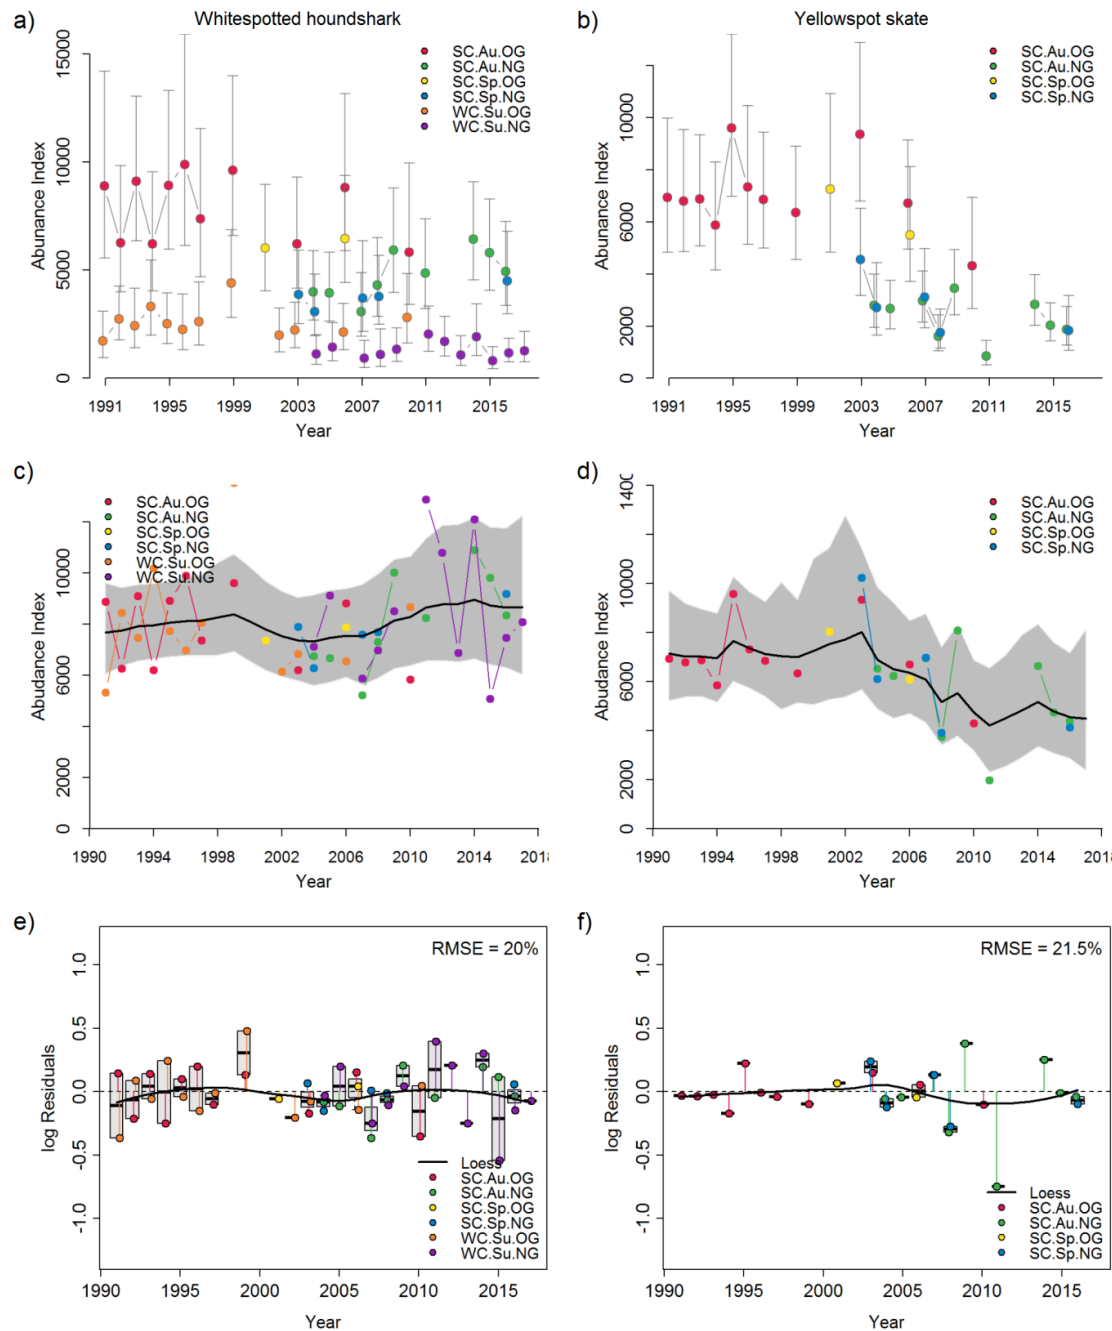 a) Whitespotted houndshark
SC.Au.OG
SC.Au.NG
SC.Sp.OG
SC.Sp.NG
WC.Su.OG
WC.Su.NG
Abunance Index
0 5000 10000 15000
1991 1995 1999 2003 2007 2011 2015
Year
b) Yellowspot skate
SC.Au.OG
SC.Au.NG
SC.Sp.OG
SC.Sp.NG
Abunance Index
0 2000 6000 10000
1991 1995 1999 2003 2007 2011 2015
Year
c)
SC.Au.OG
SC.Au.NG
SC.Sp.OG
SC.Sp.NG
WC.Su.OG
WC.Su.NG
Abudance Index
0 2000 6000 10000
1990 1994 1998 2002 2006 2010 2014 2018
Year
d)
SC.Au.OG
SC.Au.NG
SC.Sp.OG
SC.Sp.NG
Abudance Index
0 2000 6000 10000 1400
1990 1994 1998 2002 2006 2010 2014 2018
Year
e)
RMSE = 20%
Loess
SC.Au.OG
SC.Au.NG
SC.Sp.OG
SC.Sp.NG
WC.Su.OG
WC.Su.NG
log Residuals
-1.0 -0.5 0.0 0.5 1.0
1990 1995 2000 2005 2010 2015
Year
f)
RMSE = 21.5%
Loess
SC.Au.OG
SC.Au.NG
SC.Sp.OG
SC.Sp.NG
log Residuals
-1.0 -0.5 0.0 0.5 1.0
1990 1995 2000 2005 2010 2015
Year